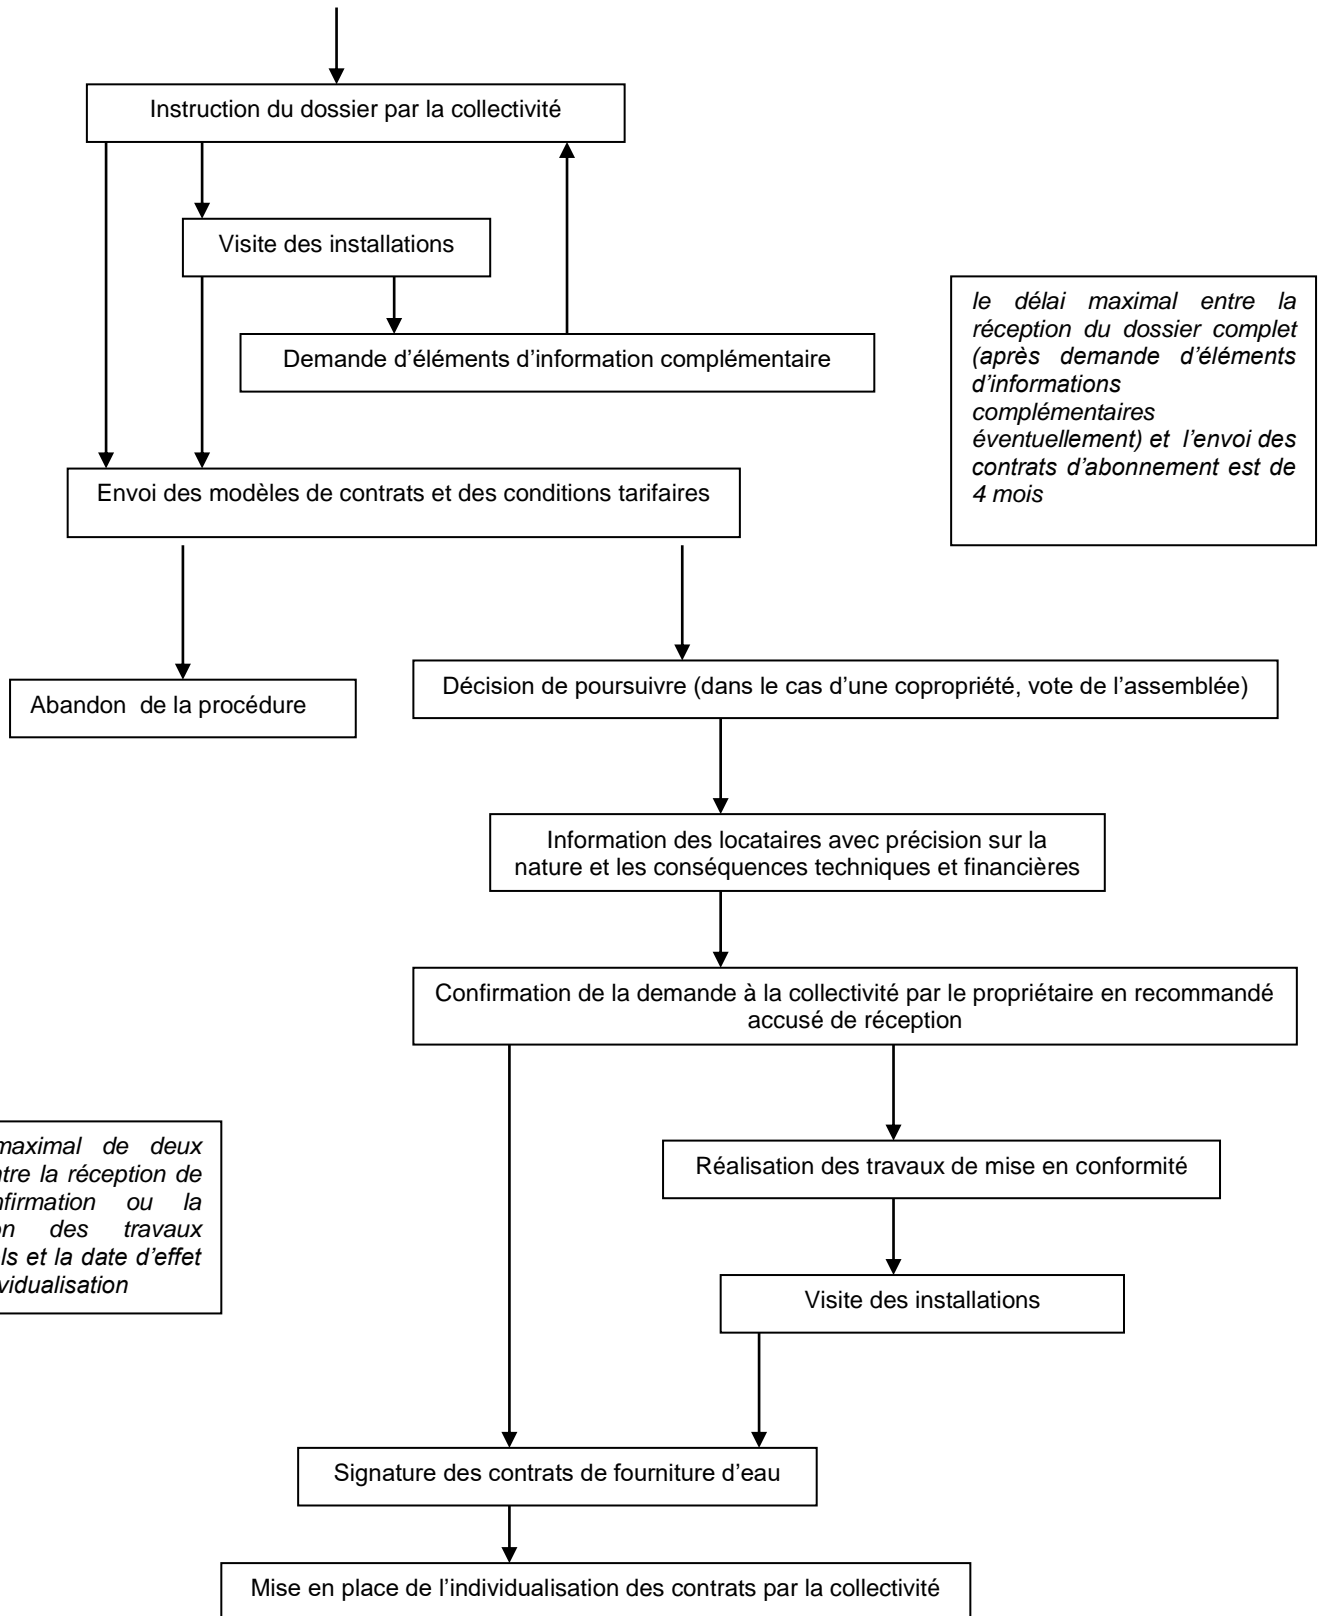 Instruction du dossier par la collectivité
Visite des installations
Demande d’éléments d’information complémentaire
le délai maximal entre la
réception du dossier complet
(après demande d’éléments
d’informations
complémentaires
éventuellement) et l’envoi des
contrats d’abonnement est de
4 mois
Envoi des modèles de contrats et des conditions tarifaires
Abandon de la procédure
Décision de poursuivre (dans le cas d’une copropriété, vote de l’assemblée)
Information des locataires avec précision sur la
nature et les conséquences techniques et financières
Confirmation de la demande à la collectivité par le propriétaire en recommandé
accusé de réception
maximal de deux
la réception de
ou la
des travaux
et la date d’effet
Réalisation des travaux de mise en conformité
Visite des installations
Signature des contrats de fourniture d’eau
Mise en place de l’individualisation des contrats par la collectivité